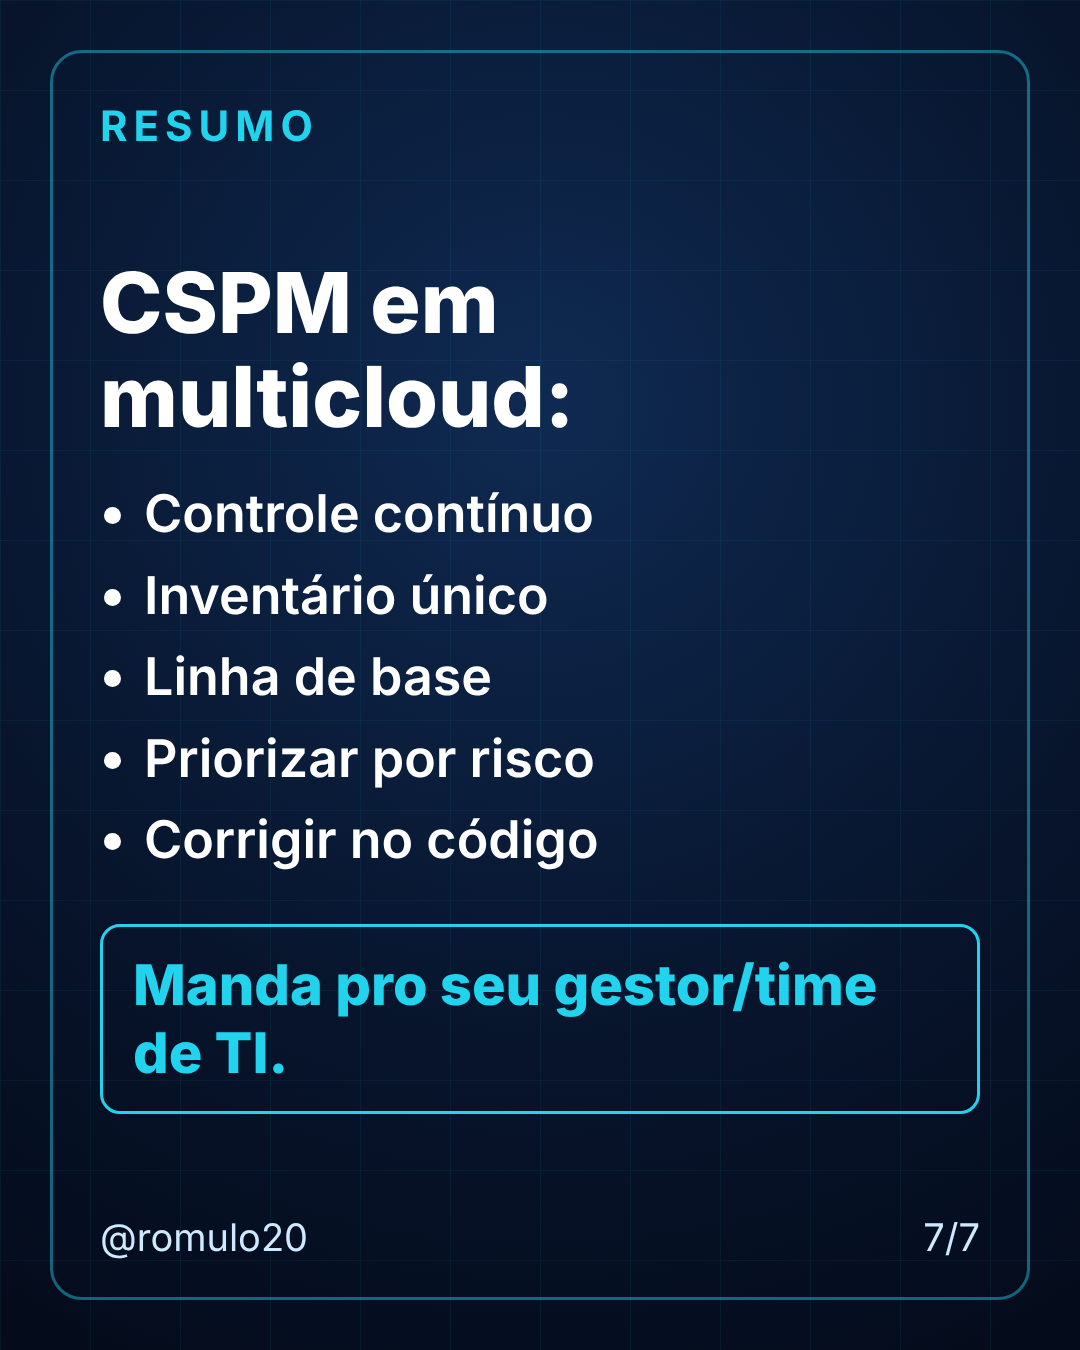 RESUMO
CSPM em
multicloud:
• Controle contínuo
• Inventário único
• Linha de base
• Priorizar por risco
• Corrigir no código
Manda pro seu gestor/time
de TI.
@romulo20
7/7